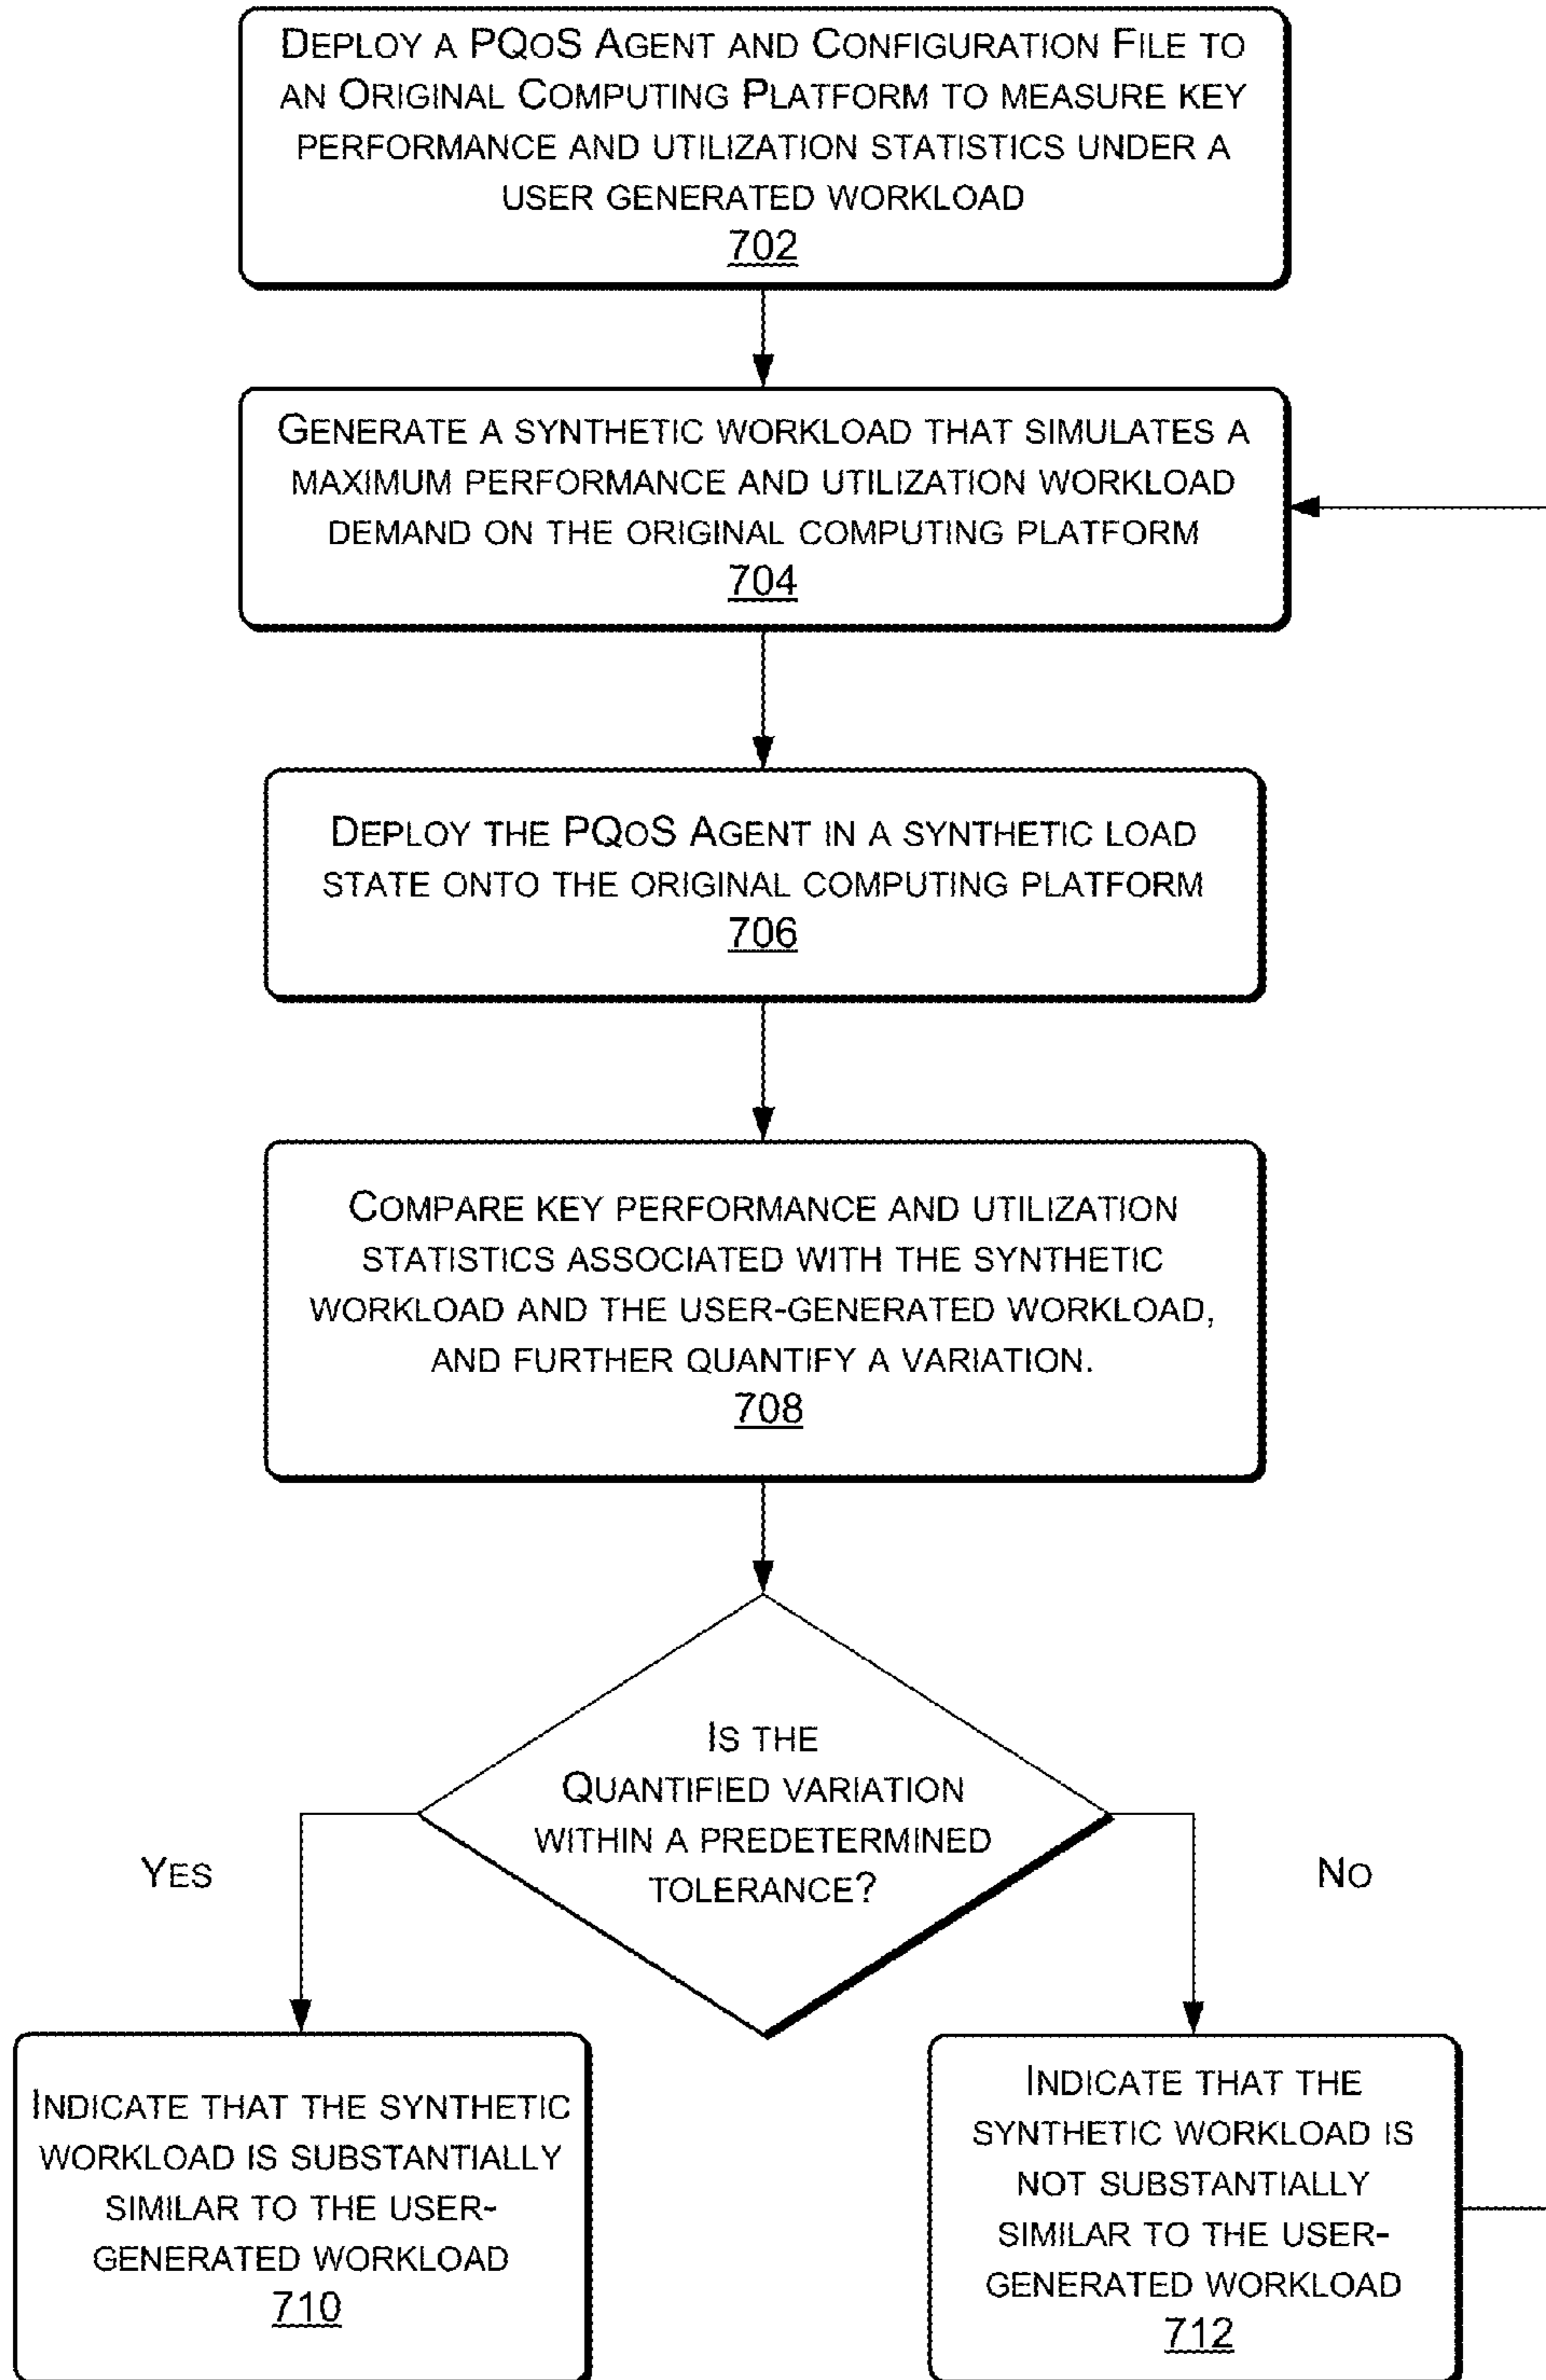 DEPLOY A PQOS AGENT AND CONFIGURATION FILE TO
AN ORIGINAL COMPUTING PLATFORM TO MEASURE KEY
PERFORMANCE AND UTILIZATION STATISTICS UNDER A
USER GENERATED WORKLOAD
702
GENERATE A SYNTHETIC WORKLOAD THAT SIMULATES A
MAXIMUM PERFORMANCE AND UTILIZATION WORKLOAD
DEMAND ON THE ORIGINAL COMPUTING PLATFORM
704
DEPLOY THE PQOS AGENT IN A SYNTHETIC LOAD
STATE ONTO THE ORIGINAL COMPUTING PLATFORM
706
COMPARE KEY PERFORMANCE AND UTILIZATION
STATISTICS ASSOCIATED WITH THE SYNTHETIC
WORKLOAD AND THE USER-GENERATED WORKLOAD,
AND FURTHER QUANTIFY A VARIATION.
708
IS THE
QUANTIFIED VARIATION
WITHIN A PREDETERMINED
TOLERANCE?
YES
NO
INDICATE THAT THE SYNTHETIC
WORKLOAD IS SUBSTANTIALLY
SIMILAR TO THE USER-
GENERATED WORKLOAD
710
INDICATE THAT THE
SYNTHETIC WORKLOAD IS
NOT SUBSTANTIALLY
SIMILAR TO THE USER-
GENERATED WORKLOAD
712